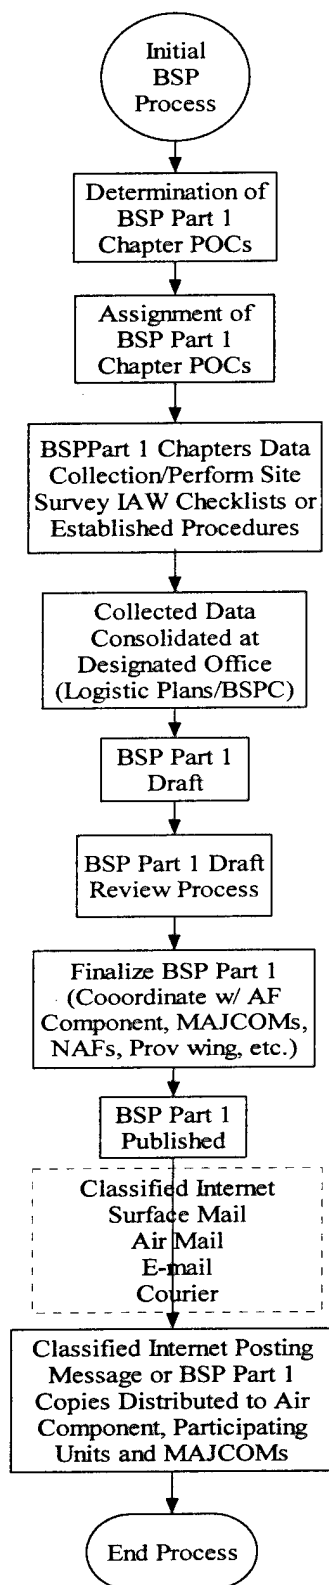 Initial
BSP
Process
Determination of
BSP Part 1
Chapter POCs
Assignment of
BSP Part 1
Chapter POCs
BSPPart 1 Chapters Data
Collection/Perform Site
Survey IAW Checklists or
Established Procedures
Collected Data
Consolidated at
Designated Office
(Logistic Plans/BSPC)
BSP Part 1
Draft
BSP Part 1 Draft
Review Process
Finalize BSP Part 1
(Cooordinate w/ AF
Component, MAJCOMs,
NAFs, Prov wing, etc.)
BSP Part 1
Published
Classified Internet
Surface Mail
Air Mail
E-mail
Courier
Classified Internet Posting
Message or BSP Part 1
Copies Distributed to Air
Component, Participating
Units and MAJCOMs
End Process